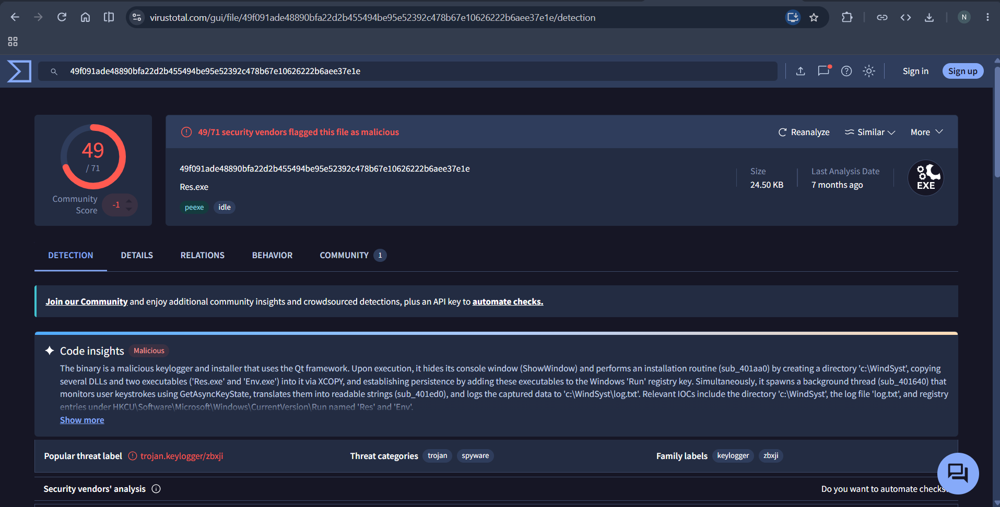 virustotal.com/gui/file/49f091ade48890bfa22d2b455494be95e52392c478b67e10626222b6aee37e1e/detection
N
49f091ade48890bfa22d2b455494be95e52392c478b67e10626222b6aee37e1e
Sign in
Sign up
49
/ 71
Community
Score
-1
49/71 security vendors flagged this file as malicious
Reanalyze
Similar
More
49f091ade48890bfa22d2b455494be95e52392c478b67e10626222b6aee37e1e
Res.exe
peexe
idle
Size
24.50 KB
Last Analysis Date
7 months ago
EXE
DETECTION
DETAILS
RELATIONS
BEHAVIOR
COMMUNITY
1
Join our Community and enjoy additional community insights and crowdsourced detections, plus an API key to automate checks.
Code insights
Malicious
The binary is a malicious keylogger and installer that uses the Qt framework. Upon execution, it hides its console window (ShowWindow) and performs an installation routine (sub_401aa0) by creating a directory 'c:\WindSyst', copying
several DLLs and two executables ('Res.exe' and 'Env.exe') into it via XCOPY, and establishing persistence by adding these executables to the Windows 'Run' registry key. Simultaneously, it spawns a background thread (sub_401640) that
monitors user keystrokes using GetAsyncKeyState, translates them into readable strings (sub_401ed0), and logs the captured data to 'c:\WindSyst\log.txt'. Relevant IOCs include the directory 'c:\WindSyst', the log file 'log.txt', and registry
entries under HKCU\Software\Microsoft\Windows\CurrentVersion\Run named 'Res' and 'Env'.
Show more
Popular threat label
trojan.keylogger/zbxji
Threat categories
trojan
spyware
Family labels
keylogger
zbxji
Security vendors' analysis
Do you want to automate checks